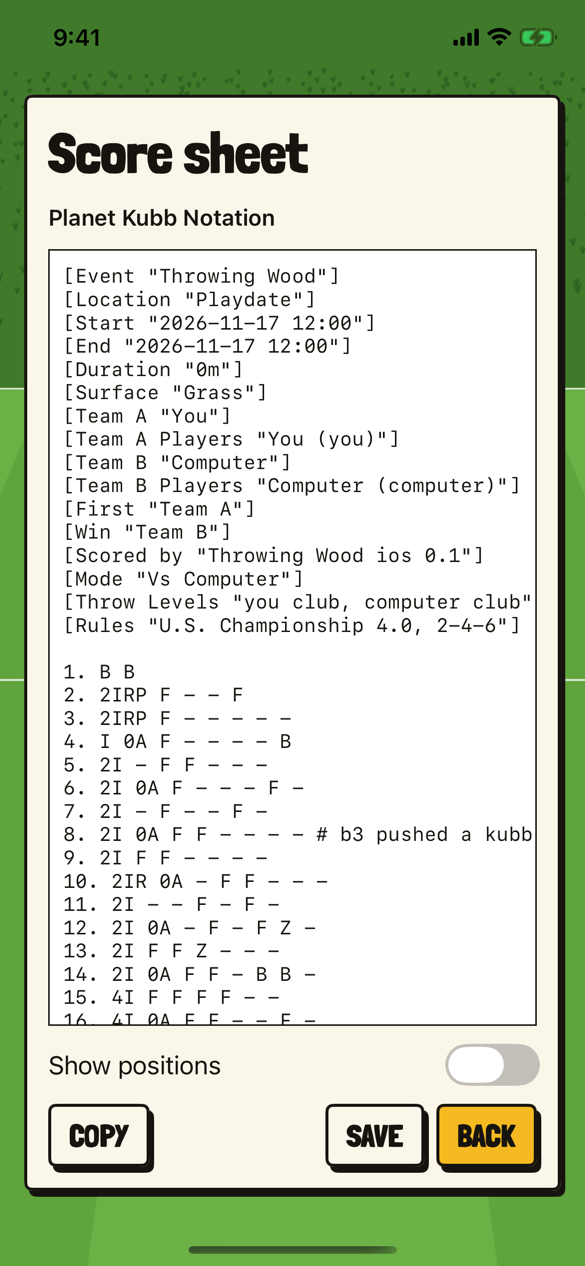 9:41
Score sheet
Planet Kubb Notation
[Event "Throwing Wood"]
[Location "Playdate"]
[Start "2026-11-17 12:00"]
[End "2026-11-17 12:00"]
[Duration "0m"]
[Surface "Grass"]
[Team A "You"]
[Team A Players "You (you)"]
[Team B "Computer"]
[Team B Players "Computer (computer)"]
[First "Team A"]
[Win "Team B"]
[Scored by "Throwing Wood ios 0.1"]
[Mode "Vs Computer"]
[Throw Levels "you club, computer club"
[Rules "U.S. Championship 4.0, 2-4-6"]
1. B B
2. 2IRP F - - F
3. 2IRP F - - - - -
4. I 0A F - - - - B
5. 2I - F F - - -
6. 2I 0A F - - - F -
7. 2I - F - - F -
8. 2I 0A F F - - - - # b3 pushed a kubb
9. 2I F F - - - -
10. 2IR 0A - F F - - -
11. 2I - - F - F -
12. 2I 0A - F - F Z -
13. 2I F F Z - - -
14. 2I 0A F F - B B -
15. 4I F F F F - -
16. 4I 0A F F - - F -
Show positions
COPY
SAVE
BACK